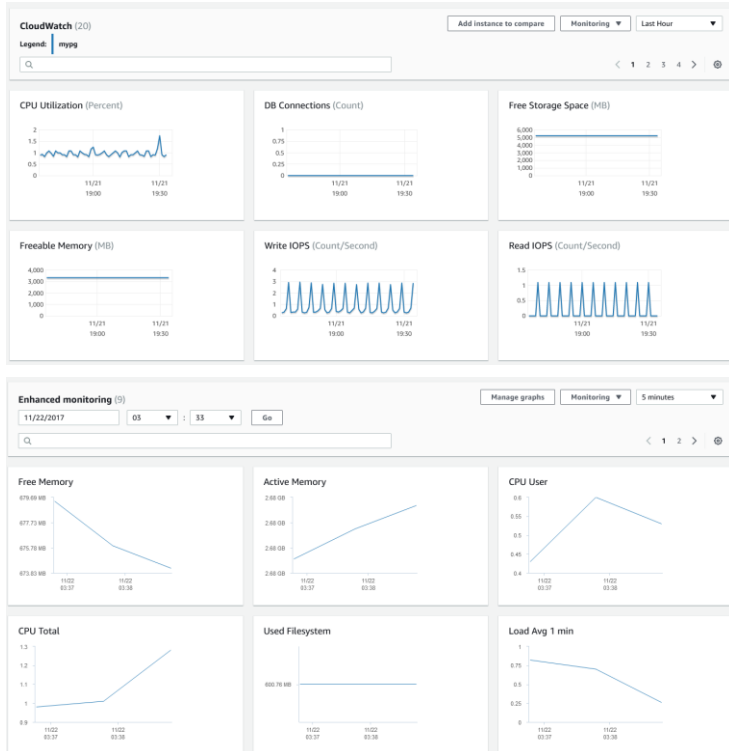 CloudWatch (20)
Add instance to compare
Monitoring
Last Hour
Legend: mypg
1 2 3 4
CPU Utilization (Percent)
2
1.5
1
0.5
0
11/21 11/21
19:00 19:30
DB Connections (Count)
1
0.75
0.5
0.25
0
11/21 11/21
19:00 19:30
Free Storage Space (MB)
6,000
5,000
4,000
3,000
2,000
1,000
0
11/21 11/21
19:00 19:30
Freeable Memory (MB)
4,000
3,000
2,000
1,000
0
11/21 11/21
19:00 19:30
Write IOPS (Count/Second)
4
3
2
1
0
11/21 11/21
19:00 19:30
Read IOPS (Count/Second)
1.5
1
0.5
0
11/21 11/21
19:00 19:30
Enhanced monitoring (9)
Manage graphs
Monitoring
5 minutes
11/22/2017 03 : 33 Go
1 2
Free Memory
679.69 MB
677.73 MB
675.78 MB
673.83 MB
11/22 11/22
03:37 03:38
Active Memory
2.68 GB
2.68 GB
2.68 GB
2.68 GB
11/22 11/22
03:37 03:38
CPU User
0.6
0.55
0.5
0.45
0.4
11/22 11/22
03:37 03:38
CPU Total
1.3
1.2
1.1
1
0.9
11/22 11/22
03:37 03:38
Used Filesystem
11/22 11/22
03:37 03:38
Load Avg 1 min
1
0.75
0.5
0.25
0
11/22 11/22
03:37 03:38